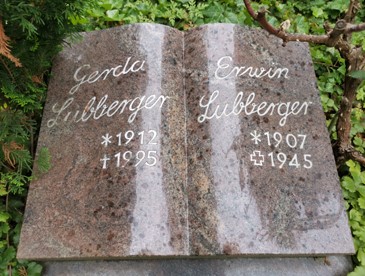 Gerda
Lubberger
*1912
†1995
Erwin
Lubberger
*1907
✠1945